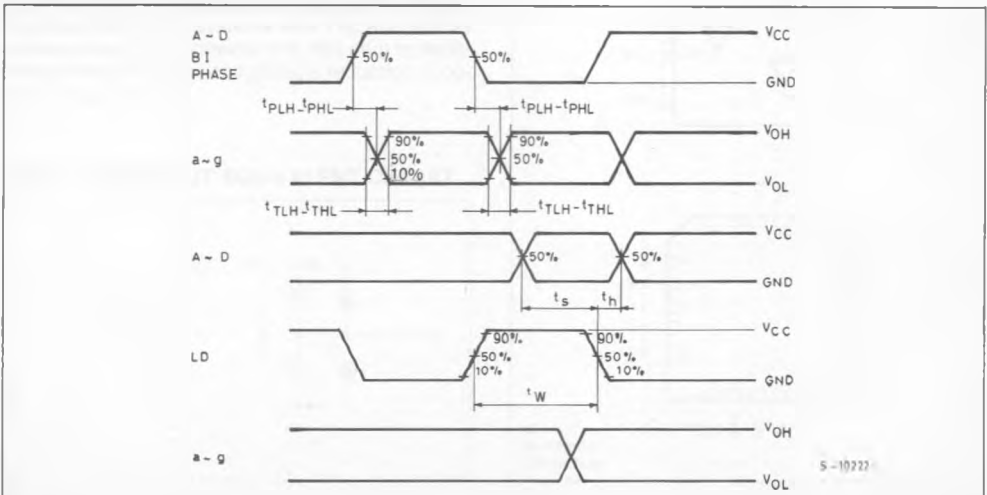 A ~ D
BI
PHASE
50%
50%
VCC
GND
tPLH-tPHL
tPLH-tPHL
a~g
90%
50%
10%
90%
50%
VOH
VOL
tTLH-tTHL
tTLH-tTHL
A ~ D
50%
50%
VCC
GND
ts
th
LD
90%
50%
10%
90%
50%
10%
VCC
GND
tW
a ~ g
VOH
VOL
S-10222